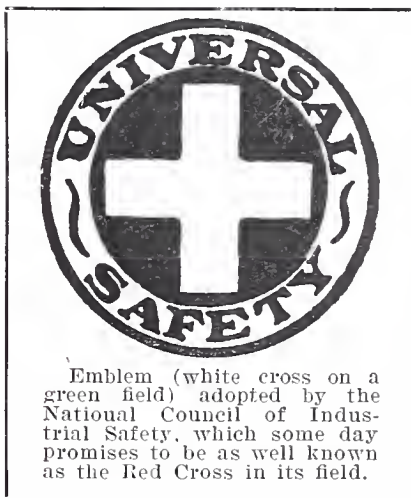 UNIVERSAL
SAFETY
Emblem (white cross on a
green field) adopted by the
National Council of Indus-
trial Safety, which some day
promises to be as well known
as the Red Cross in its field.